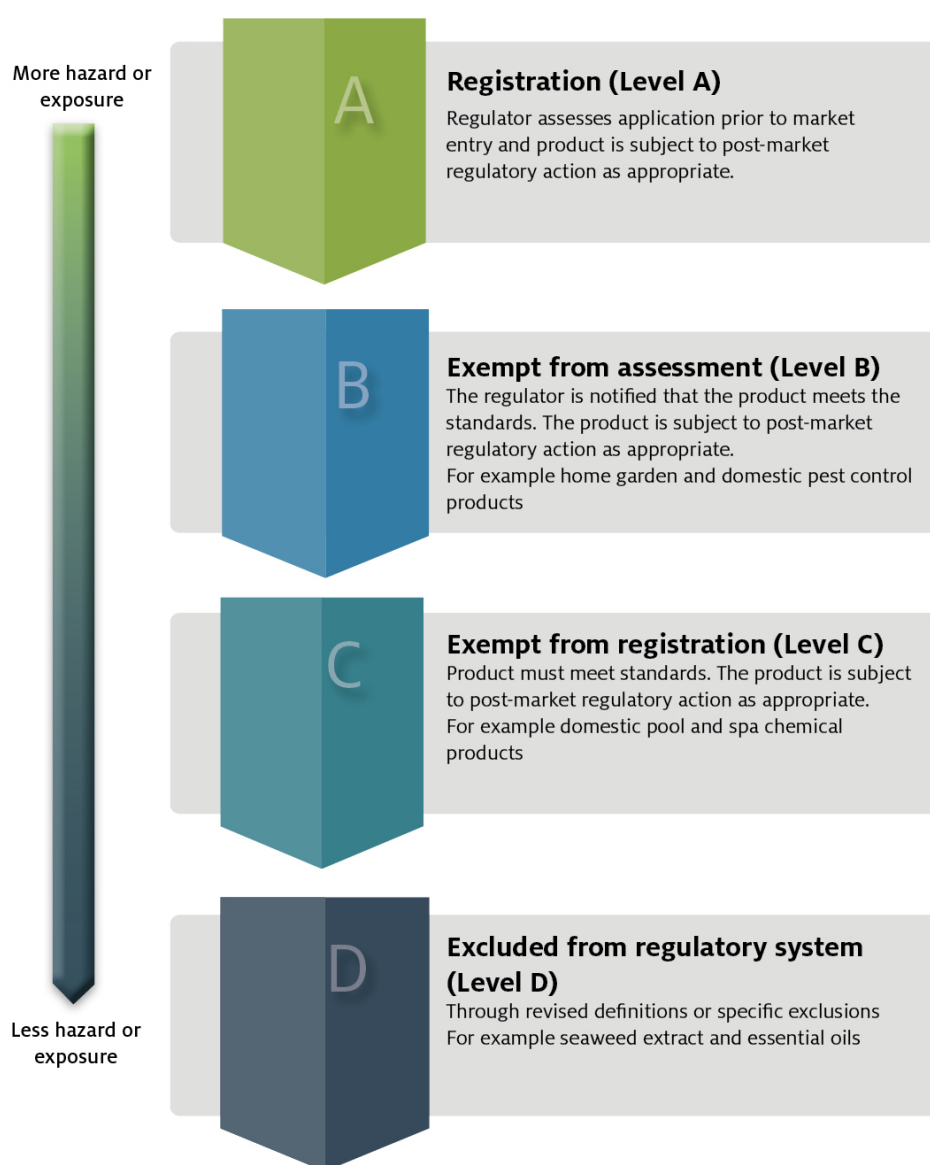 More hazard or
exposure
A
Registration (Level A)
Regulator assesses application prior to market
entry and product is subject to post-market
regulatory action as appropriate.
B
Exempt from assessment (Level B)
The regulator is notified that the product meets the
standards. The product is subject to post-market
regulatory action as appropriate.
For example home garden and domestic pest control
products
C
Exempt from registration (Level C)
Product must meet standards. The product is subject
to post-market regulatory action as appropriate.
For example domestic pool and spa chemical
products
D
Excluded from regulatory system
(Level D)
Through revised definitions or specific exclusions
For example seaweed extract and essential oils
Less hazard or
exposure